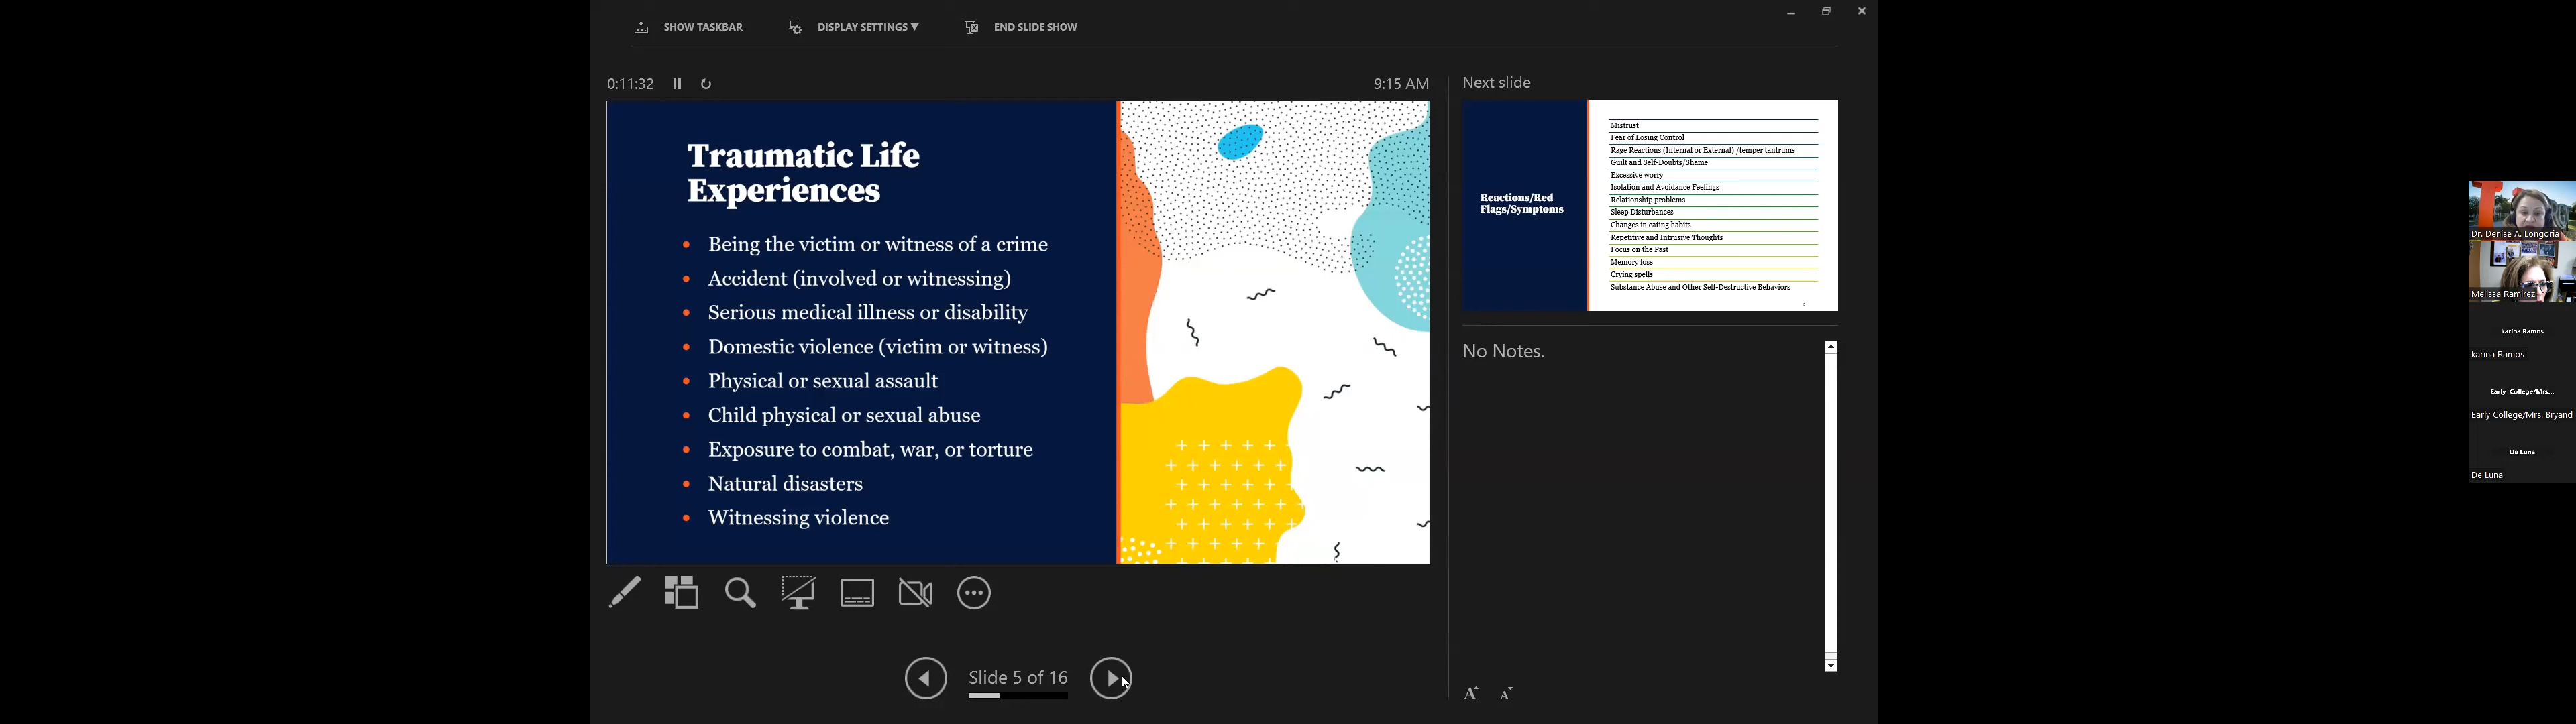 SHOW TASKBAR
DISPLAY SETTINGS ▼
END SLIDE SHOW
0:11:32
9:15 AM
Traumatic Life
Experiences
• Being the victim or witness of a crime
• Accident (involved or witnessing)
• Serious medical illness or disability
• Domestic violence (victim or witness)
• Physical or sexual assault
• Child physical or sexual abuse
• Exposure to combat, war, or torture
• Natural disasters
• Witnessing violence
Slide 5 of 16
Next slide
Reactions/Red
Flags/Symptoms
Mistrust
Fear of Losing Control
Rage Reactions (Internal or External) /temper tantrums
Guilt and Self-Doubts/Shame
Excessive worry
Isolation and Avoidance Feelings
Relationship problems
Sleep Disturbances
Changes in eating habits
Repetitive and Intrusive Thoughts
Focus on the Past
Memory loss
Crying spells
Substance Abuse and Other Self-Destructive Behaviors
No Notes.
A A
Dr. Denise A. Longoria
Melissa Ramirez
karina Ramos
karina Ramos
Early College/Mrs...
Early College/Mrs. Bryand
De Luna
De Luna